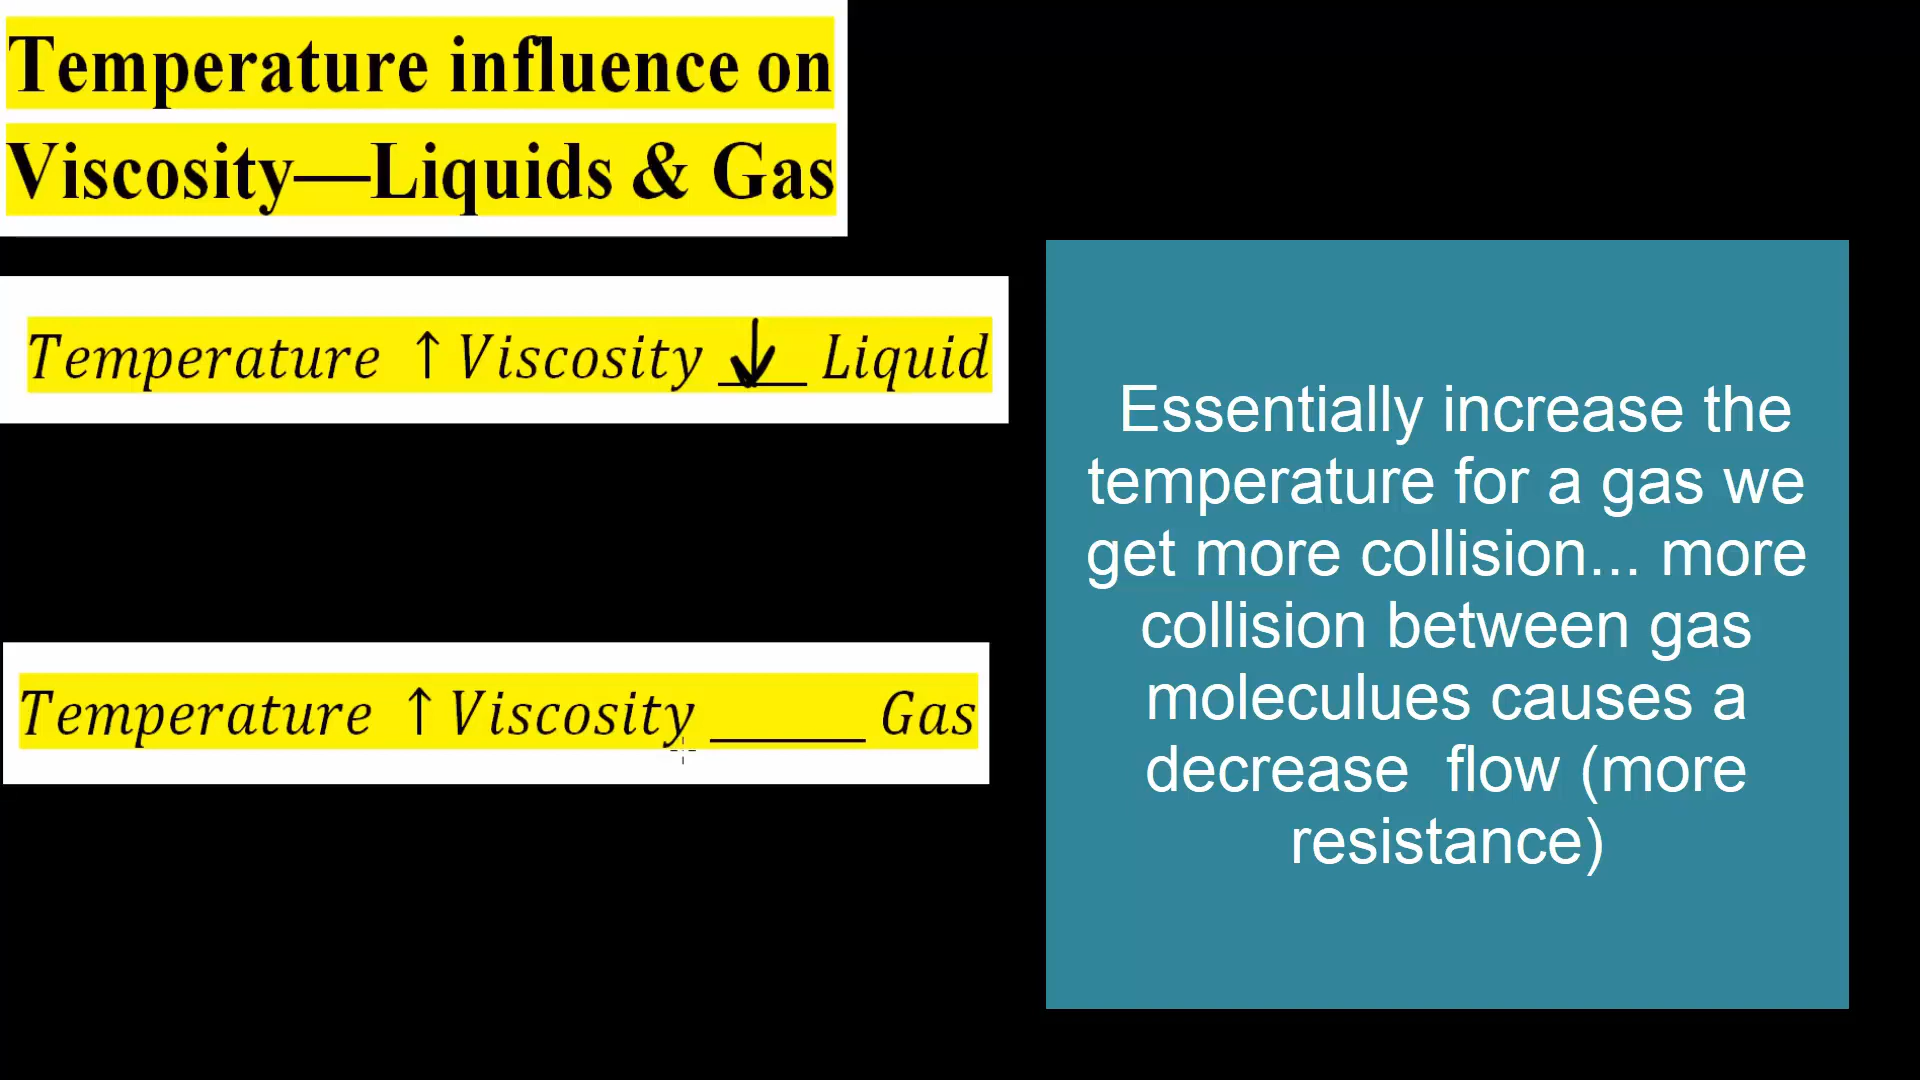 Temperature influence on
Viscosity—Liquids & Gas
Temperature ↑ Viscosity ↓ Liquid
Temperature ↑ Viscosity _____ Gas
Essentially increase the
temperature for a gas we
get more collision... more
collision between gas
moleculues causes a
decrease flow (more
resistance)